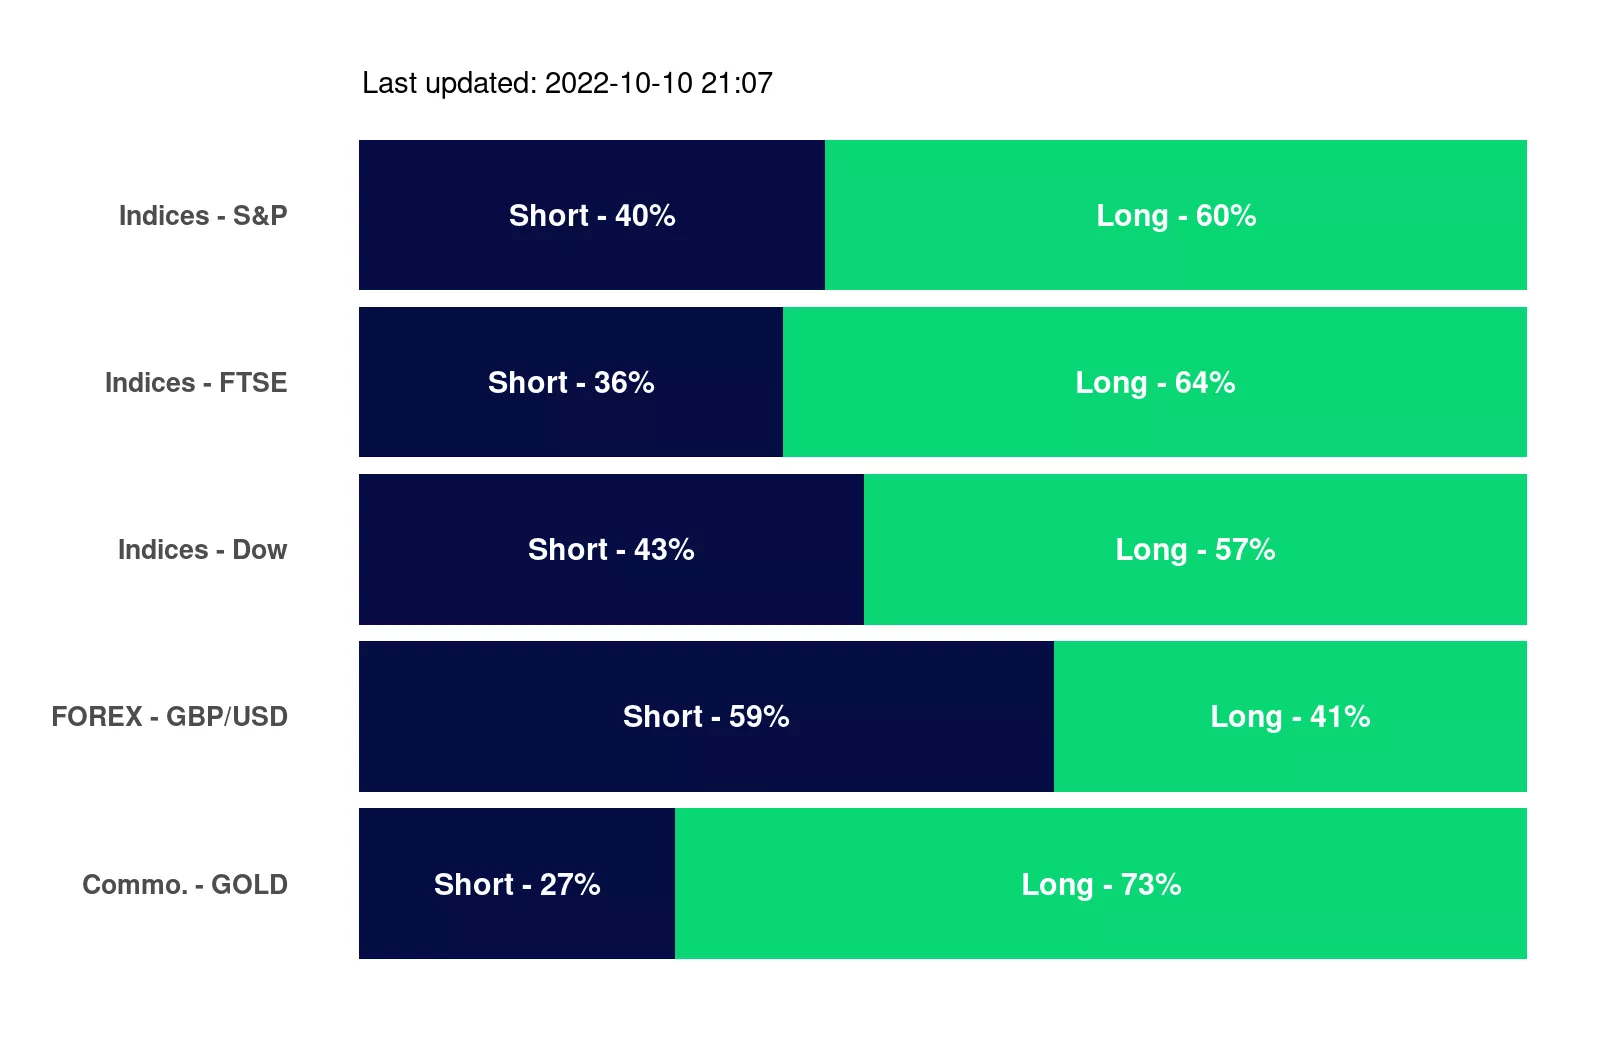 Last updated: 2022-10-10 21:07
Indices - S&P Short - 40% Long - 60%
Indices - FTSE Short - 36% Long - 64%
Indices - Dow Short - 43% Long - 57%
FOREX - GBP/USD Short - 59% Long - 41%
Commo. - GOLD Short - 27% Long - 73%